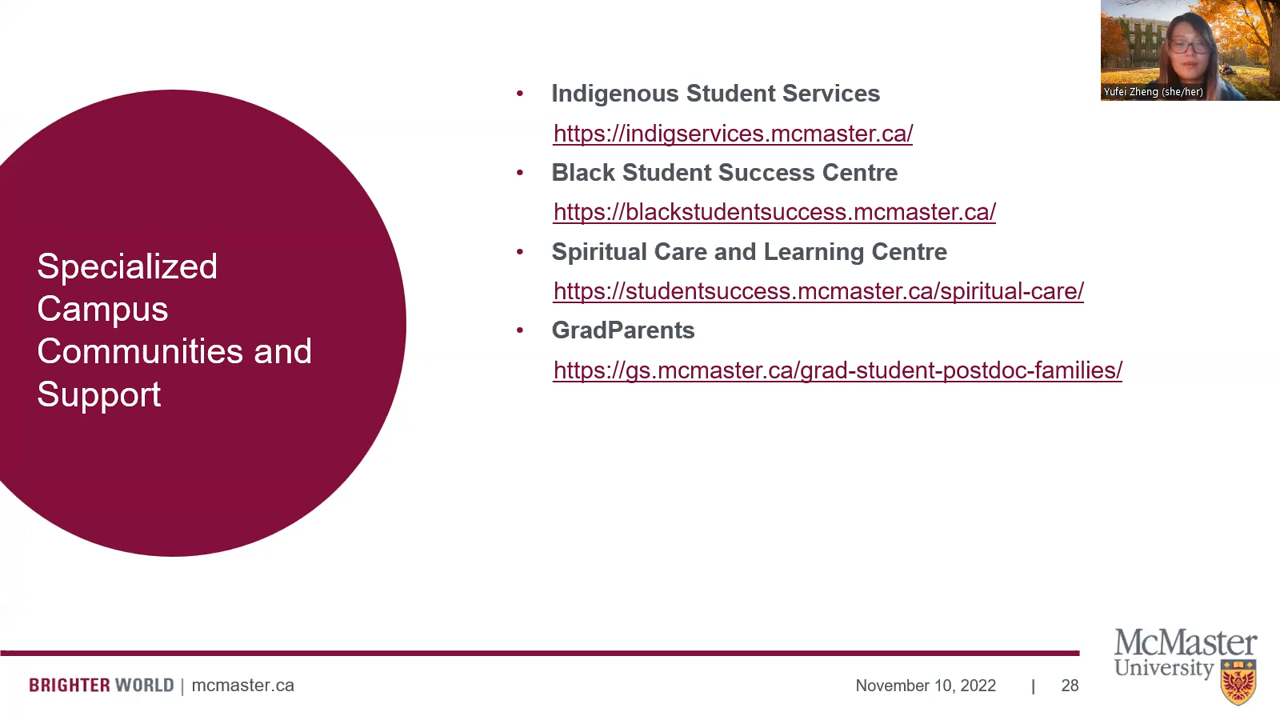 Yufei Zheng (she/her)
Specialized
Campus
Communities and
Support
• Indigenous Student Services
https://indigservices.mcmaster.ca/
• Black Student Success Centre
https://blackstudentsuccess.mcmaster.ca/
• Spiritual Care and Learning Centre
https://studentsuccess.mcmaster.ca/spiritual-care/
• GradParents
https://gs.mcmaster.ca/grad-student-postdoc-families/
BRIGHTER WORLD | mcmaster.ca
November 10, 2022 | 28
McMaster
University